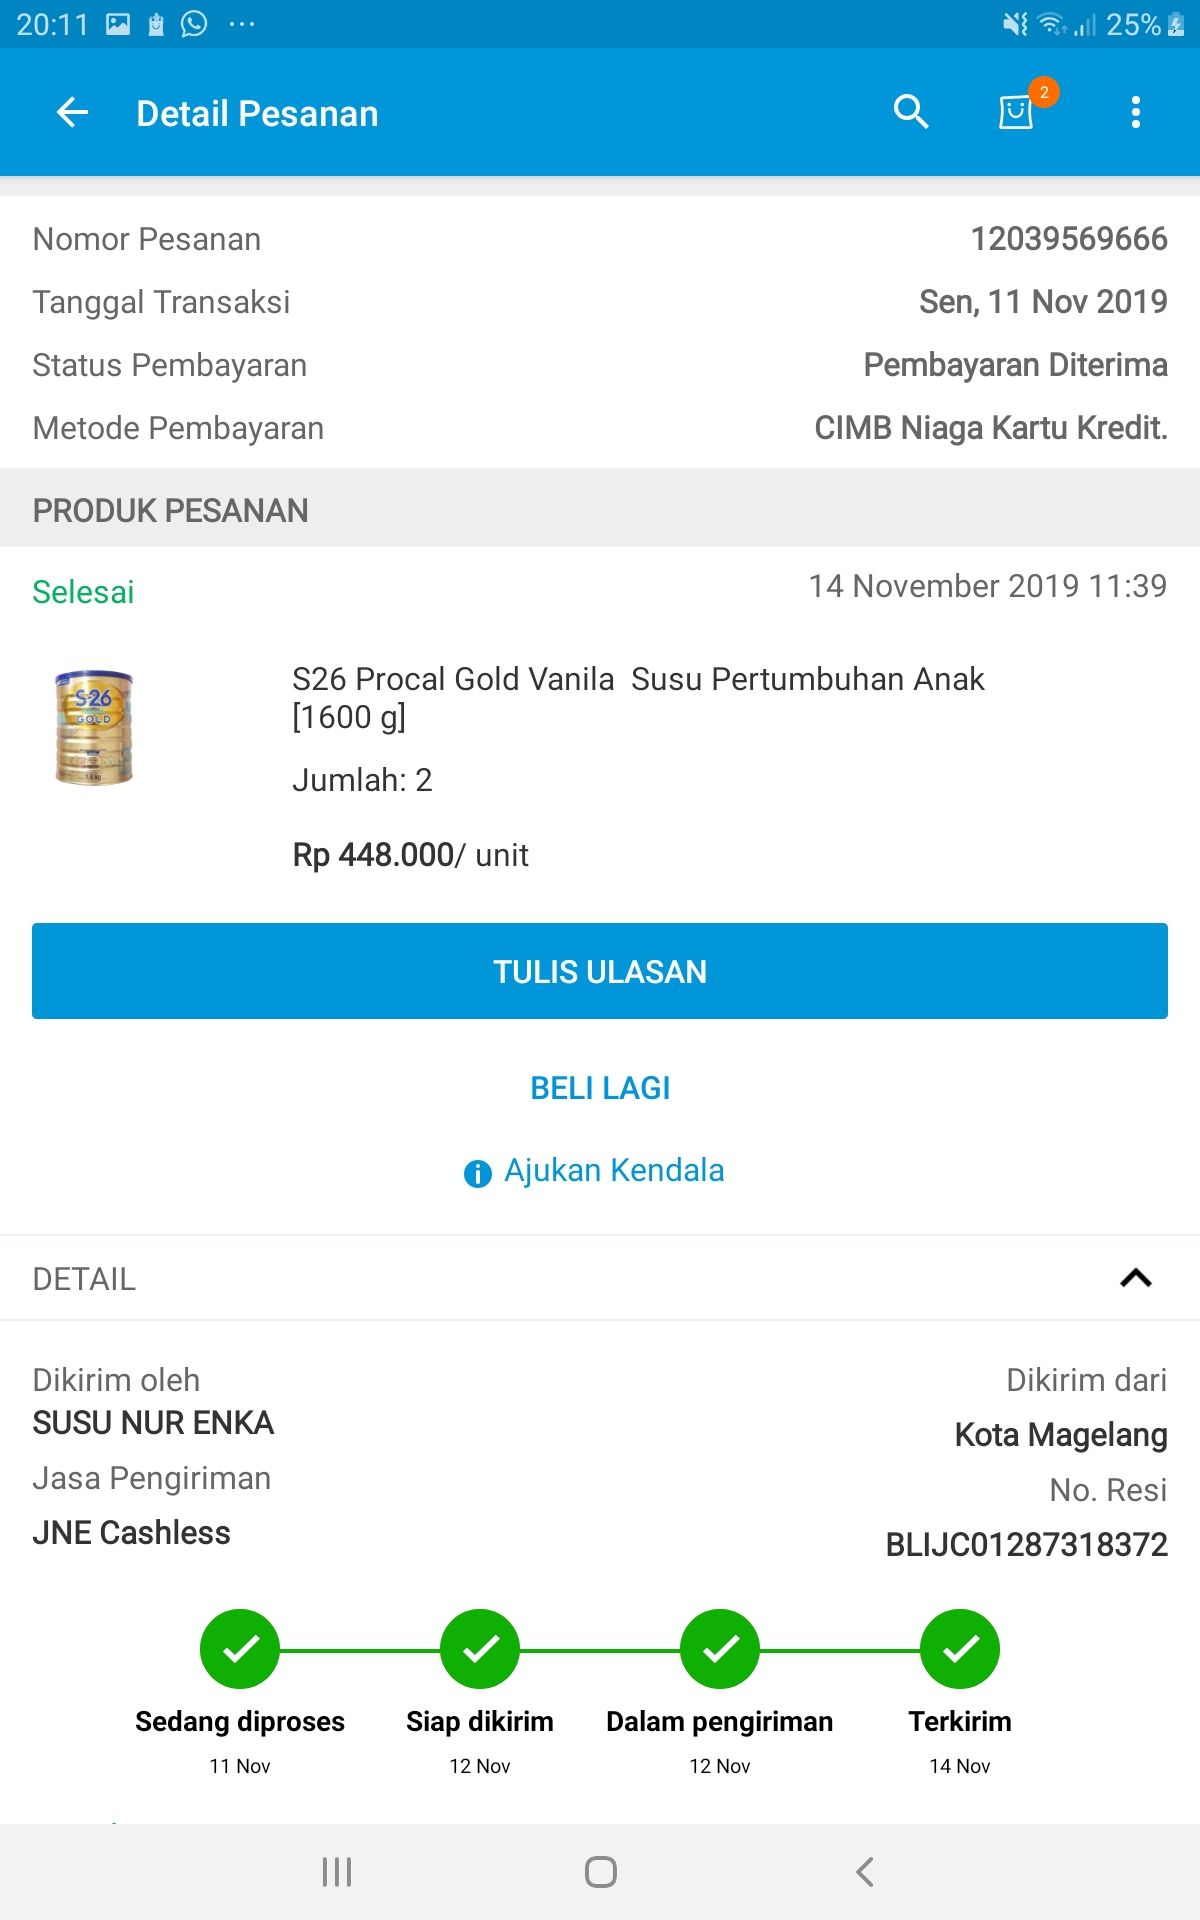 20:11
25%
Detail Pesanan
2
Nomor Pesanan
12039569666
Tanggal Transaksi
Sen, 11 Nov 2019
Status Pembayaran
Pembayaran Diterima
Metode Pembayaran
CIMB Niaga Kartu Kredit.
PRODUK PESANAN
Selesai
14 November 2019 11:39
S-26
GOLD
S26 Procal Gold Vanila  Susu Pertumbuhan Anak
[1600 g]
Jumlah: 2
Rp 448.000/ unit
TULIS ULASAN
BELI LAGI
Ajukan Kendala
DETAIL
Dikirim oleh
SUSU NUR ENKA
Dikirim dari
Kota Magelang
Jasa Pengiriman
JNE Cashless
No. Resi
BLIJC01287318372
Sedang diproses
11 Nov
Siap dikirim
12 Nov
Dalam pengiriman
12 Nov
Terkirim
14 Nov